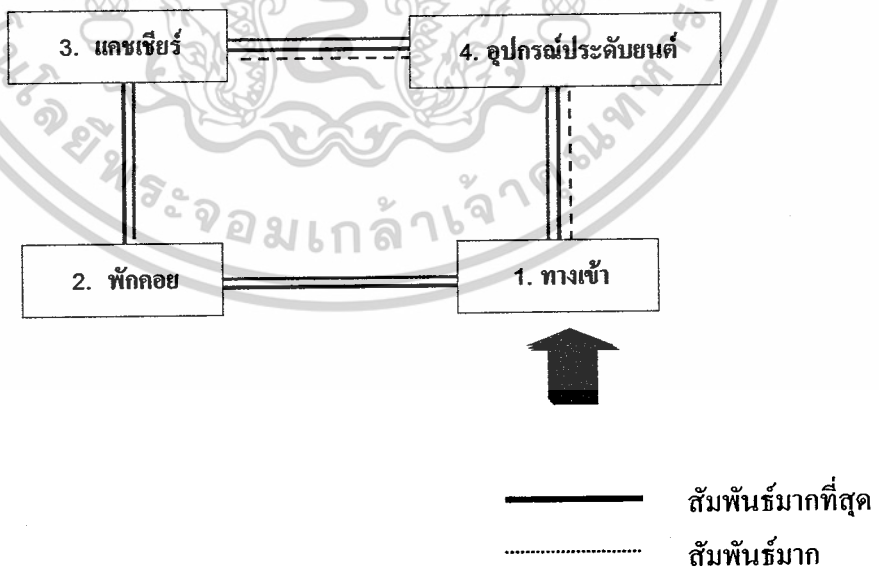 3. แคชเชียร์
4. อุปกรณ์ประดับยนต์
2. พักคอย
1. ทางเข้า
สัมพันธ์มากที่สุด
สัมพันธ์มาก